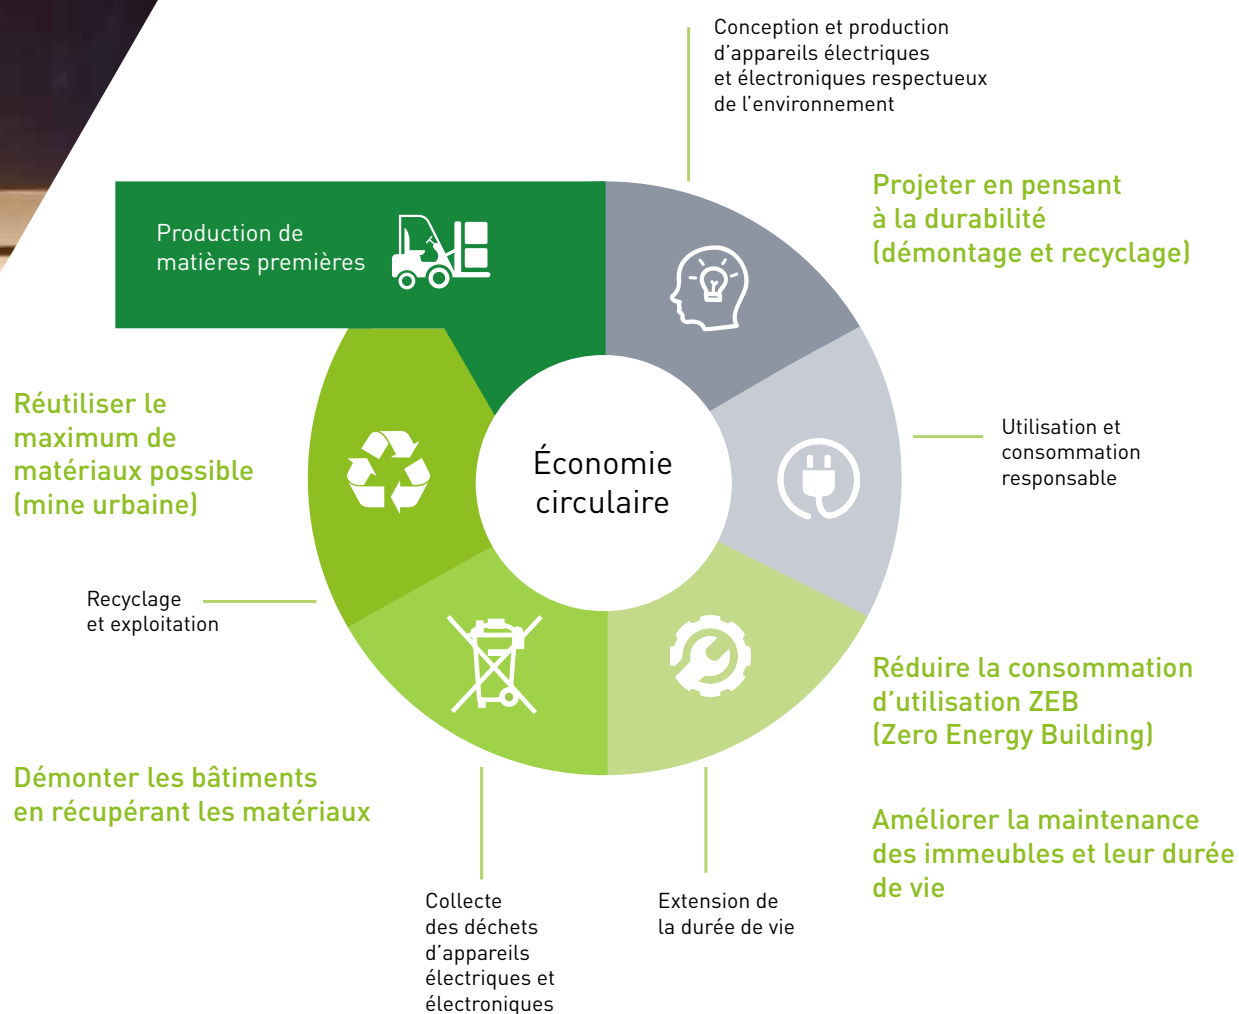 Conception et production
d’appareils électriques
et électroniques respectueux
de l’environnement
Projeter en pensant
à la durabilité
(démontage et recyclage)
Production de
matières premières
Réutiliser le
maximum de
matériaux possible
(mine urbaine)
Économie
circulaire
Utilisation et
consommation
responsable
Recyclage
et exploitation
Réduire la consommation
d’utilisation ZEB
(Zero Energy Building)
Démonter les bâtiments
en récupérant les matériaux
Améliorer la maintenance
des immeubles et leur durée
de vie
Collecte
des déchets
d’appareils
électriques et
électroniques
Extension de
la durée de vie